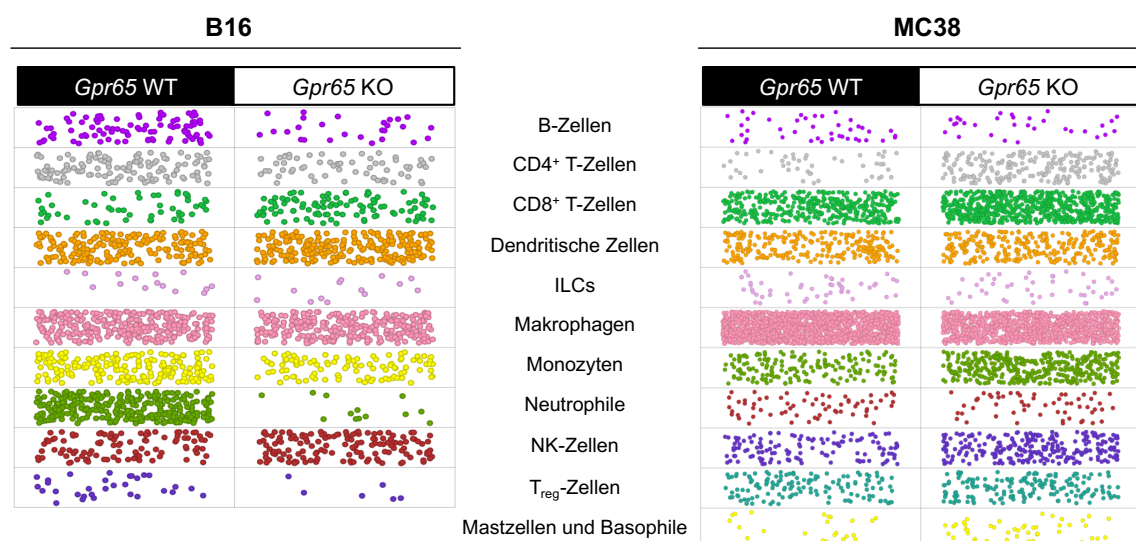 B16
MC38
Gpr65 WT
Gpr65 KO
Gpr65 WT
Gpr65 KO
B-Zellen
CD4⁺ T-Zellen
CD8⁺ T-Zellen
Dendritische Zellen
ILCs
Makrophagen
Monozyten
Neutrophile
NK-Zellen
Treg-Zellen
Mastzellen und Basophile